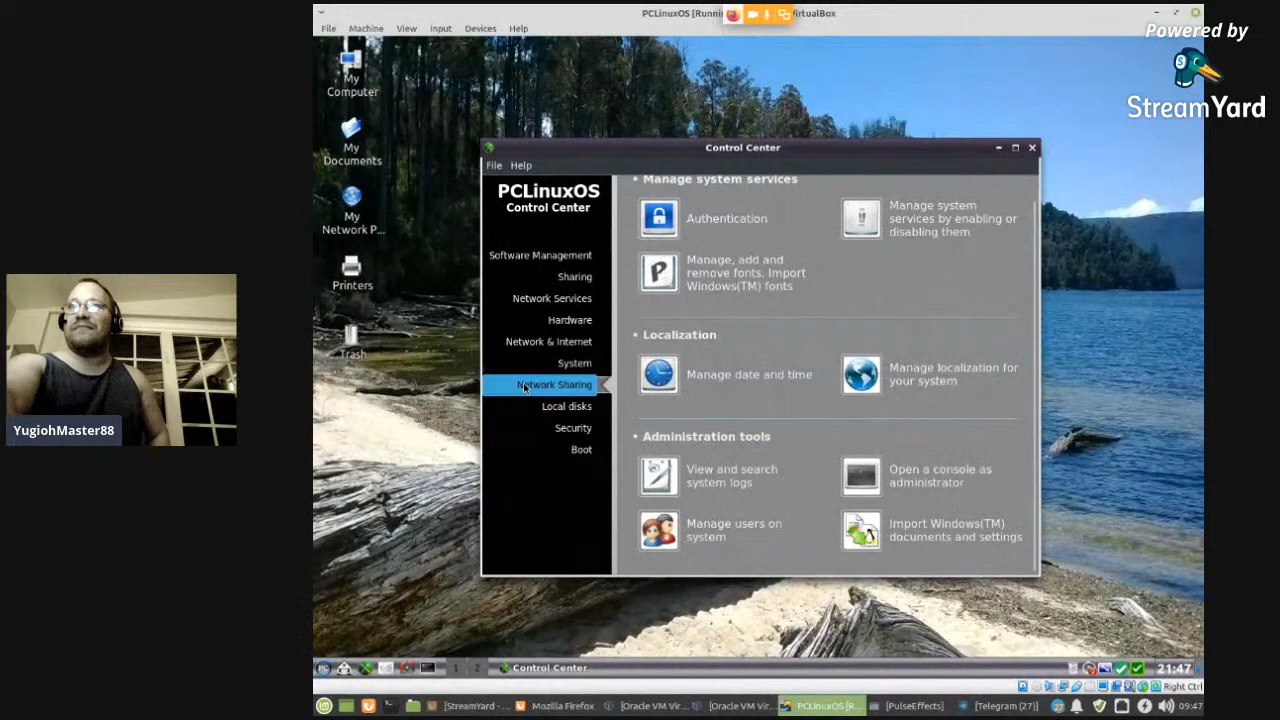 PCLinuxOS [Runnin
VirtualBox
File Machine View Input Devices Help
Powered by
StreamYard
My
Computer
My
Documents
My
Network P...
Printers
Trash
Control Center
File Help
PCLinuxOS
Control Center
Software Management
Sharing
Network Services
Hardware
Network & Internet
System
Network Sharing
Local disks
Security
Boot
• Manage system services
Authentication
Manage system
services by enabling or
disabling them
Manage, add and
remove fonts. Import
Windows(TM) fonts
• Localization
Manage date and time
Manage localization for
your system
• Administration tools
View and search
system logs
Open a console as
administrator
Manage users on
system
Import Windows(TM)
documents and settings
YugiohMaster88
1 2 Control Center 21:47
Right Ctrl
[StreamYard - ... Mozilla Firefox [Oracle VM Vir... [Oracle VM Vir... PCLinuxOS [R... [PulseEffects] [Telegram (27)] 27 09:47